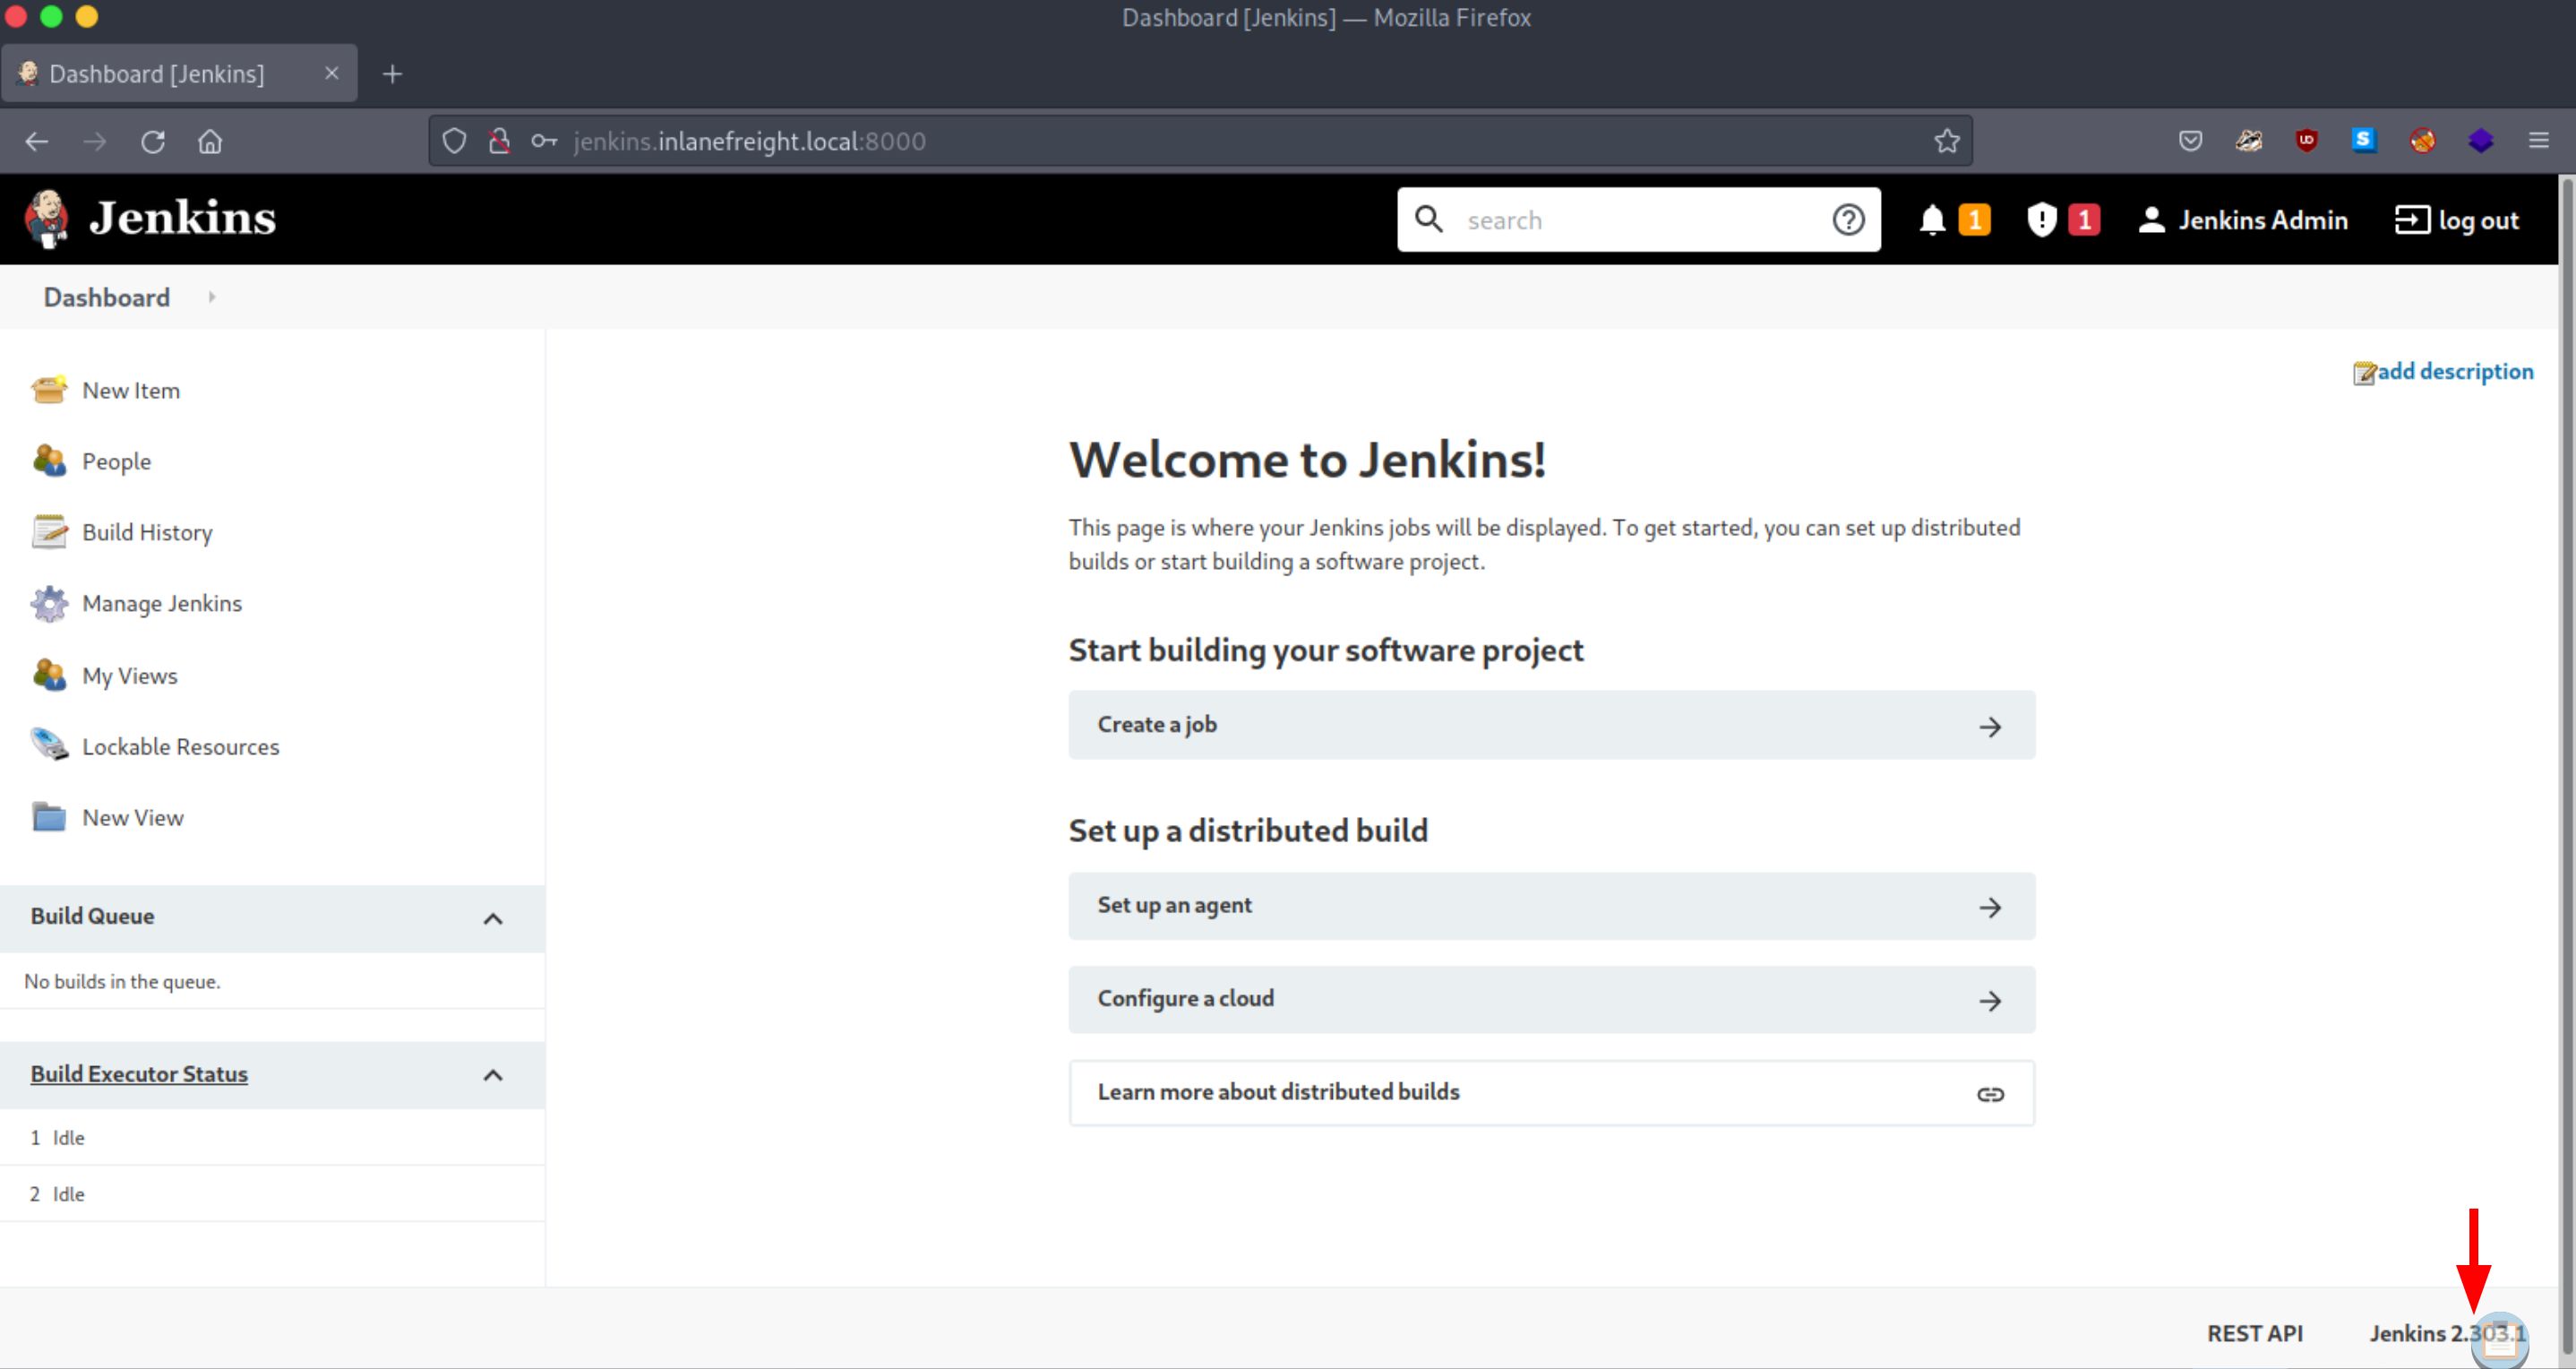 Dashboard [Jenkins] — Mozilla Firefox
Dashboard [Jenkins]
jenkins.inlanefreight.local:8000
Jenkins
search
1
1
Jenkins Admin
log out
Dashboard
New Item
People
Build History
Manage Jenkins
My Views
Lockable Resources
New View
Build Queue
No builds in the queue.
Build Executor Status
1 Idle
2 Idle
add description
Welcome to Jenkins!
This page is where your Jenkins jobs will be displayed. To get started, you can set up distributed
builds or start building a software project.
Start building your software project
Create a job
Set up a distributed build
Set up an agent
Configure a cloud
Learn more about distributed builds
REST API
Jenkins 2.303.1